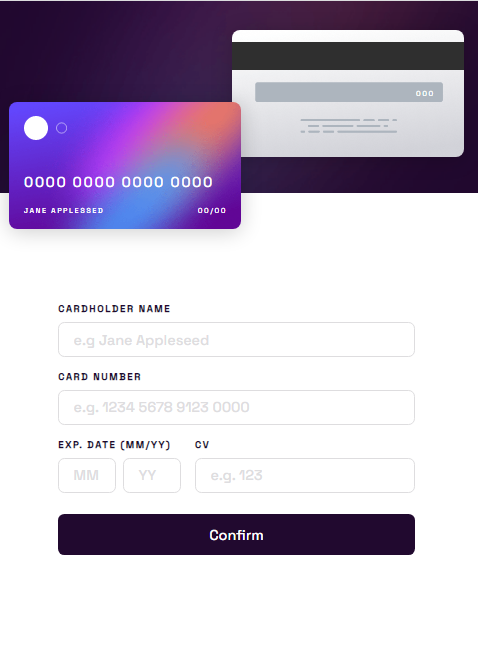 000
0000 0000 0000 0000
JANE APPLESSED
00/00
CARDHOLDER NAME
e.g Jane Appleseed
CARD NUMBER
e.g. 1234 5678 9123 0000
EXP. DATE (MM/YY) CV
MM YY e.g. 123
Confirm